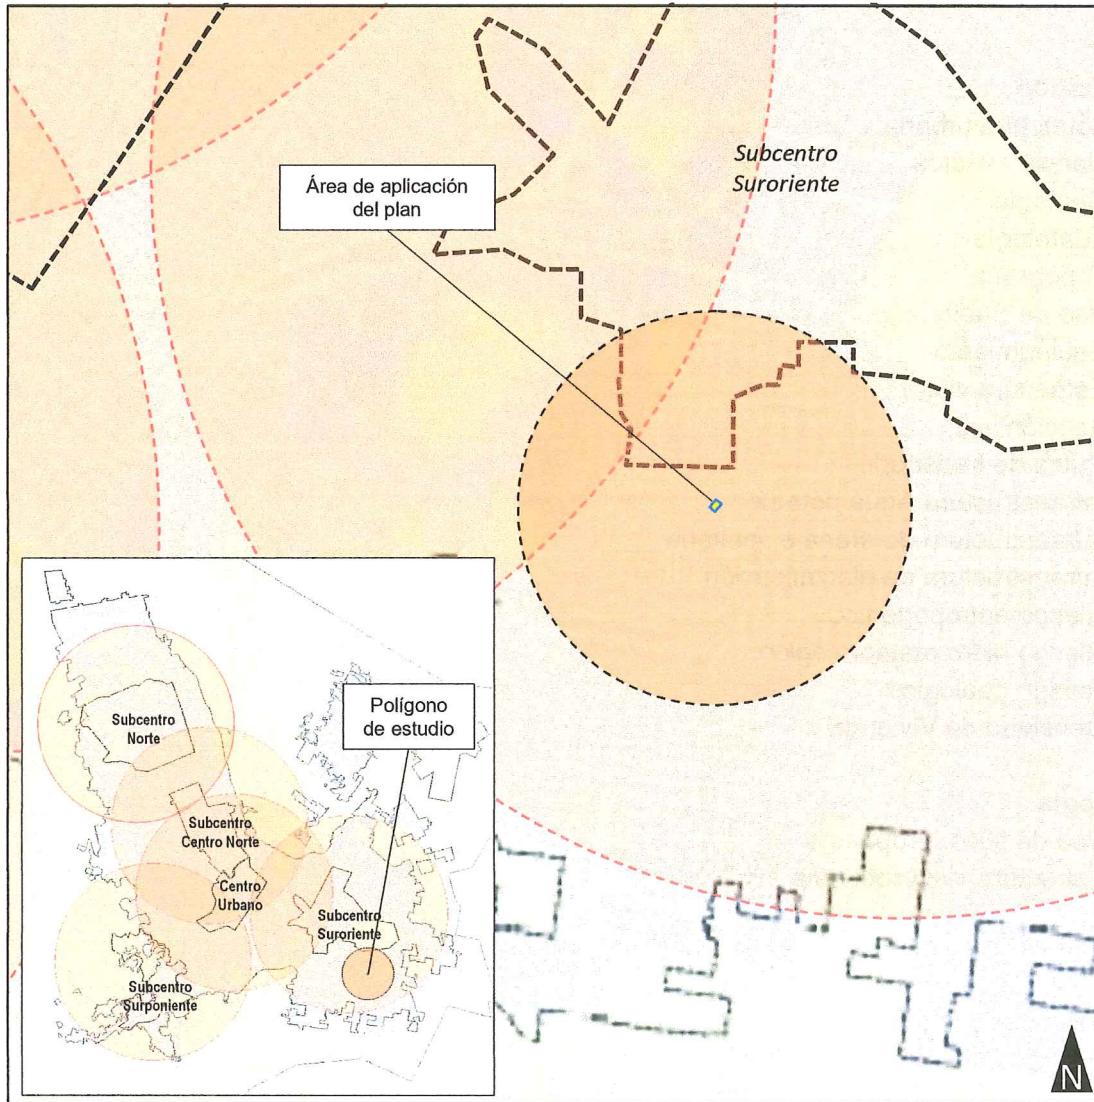 Subcentro
Suroriente
Área de aplicación
del plan
Polígono
de estudio
Subcentro
Norte
Subcentro
Centro Norte
Centro
Urbano
Subcentro
Suroriente
Subcentro
Surponiente
N